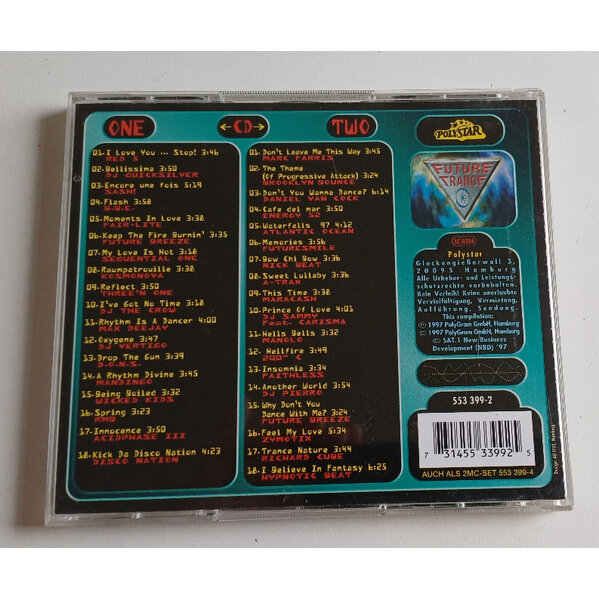 ONE
←CD→
TWO
POLYSTAR
01.I Love You ... Stop! 3:46
RED 5
02.Bellissima 3:50
DJ QUICKSILVER
03.Encore une fois 5:19
SASH!
04.Flash 3:58
B.B.E.
05.Moments In Love 3:38
FAIR-LITE
06.Keep The Fire Burnin' 3:35
FUTURE BREEZE
07.My Love Is Hot 3:18
SEQUENTIAL ONE
08.Raumpatrouille 3:38
KOSMONOVA
09.Reflect 3:50
THREE'N ONE
10.I've Got No Time 3:18
DJ THE CROW
11.Rhythm Is A Dancer 4:00
MAX DEEJAY
12.Oxygene 3:47
DJ VERTIGO
13.Drop The Gun 3:39
D.O.N.S.
14.A Rhythm Divine 3:45
MANDINGO
15.Being Boiled 3:32
WICKED KIDS
16.Spring 4:23
RMB
17.Innocence 3:50
ACIDPHASE III
18.Kick Da Disco Nation 4:23
DISCO NATION
01.Don't Leave Me This Way 3:45
MARK FARRIS
02.The Theme
(Of Progressive Attack) 3:24
BROOKLYN BOUNCE
03.Don't You Wanna Dance? 6:14
DANIEL VAN COCK
04.Cafe del mar 3:50
ENERGY 52
05.Waterfalls '97 4:12
ATLANTIC OCEAN
06.Memories 3:56
FUTURESMILE
07.Bow Chi Bow 3:36
NICK BEAT
08.Sweet Lullaby 3:36
A-TRAX
09.This Time 3:38
MARACASH
10.Prince Of Love 4:01
DJ SAMMY
Feat. CARISMA
11.Hells Bells 3:32
MANOLO
12. Hellfire 3:49
200° C
13.Insomnia 3:34
FAITHLESS
14.Another World 3:54
DJ PIERRO
15.Why Don't You
Dance With Me? 3:24
FUTURE BREEZE
16.Feel My Love 5:34
ZYMOTIX
17.Trance Nature 3:44
RICHARD CUBE
18.I Believe In Fantasy 6:25
HYPNOTIC BEAT
FUTURE
TRANCE
LC 4324
Polystar
Glockengießerwall 3,
20095 Hamburg
Alle Urheber- und Leistungs-
schutzrechte vorbehalten.
Kein Verleih! Keine unerlaubte
Vervielfältigung, Vermietung,
Aufführung, Sendung.
This compilation:
℗ 1997 PolyGram GmbH, Hamburg
© 1997 PolyGram GmbH, Hamburg
© SAT.1 New Business
Development (NBD) '97
553 399-2
7 31455 33992 5
AUCH ALS 2MC-SET 553 399-4